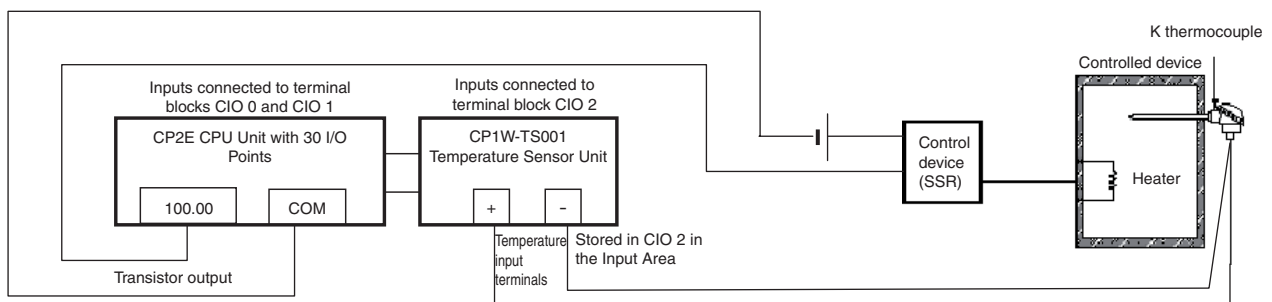 K thermocouple
Controlled device
Inputs connected to terminal
blocks CIO 0 and CIO 1
Inputs connected to
terminal block CIO 2
CP2E CPU Unit with 30 I/O
Points
CP1W-TS001
Temperature Sensor Unit
Control
device
(SSR)
Heater
100.00
COM
+
-
Temperature
input
terminals
Stored in CIO 2 in
the Input Area
Transistor output